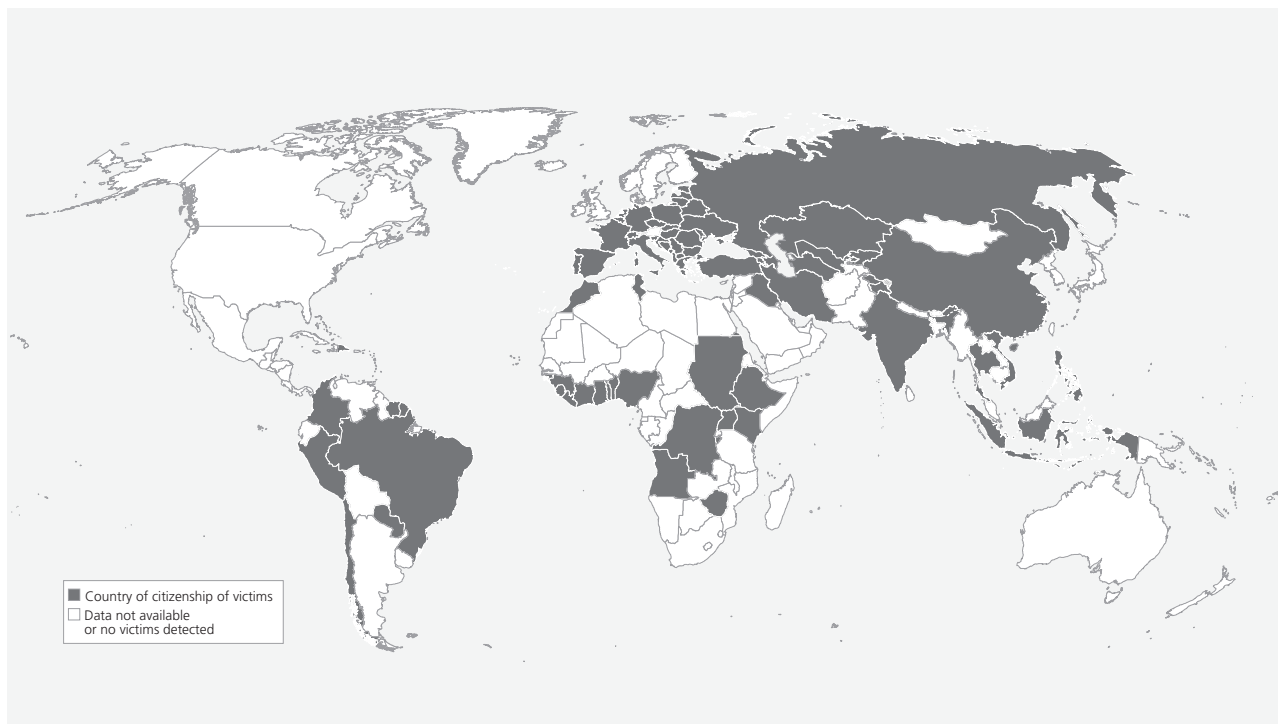 Country of citizenship of victims
Data not available
or no victims detected